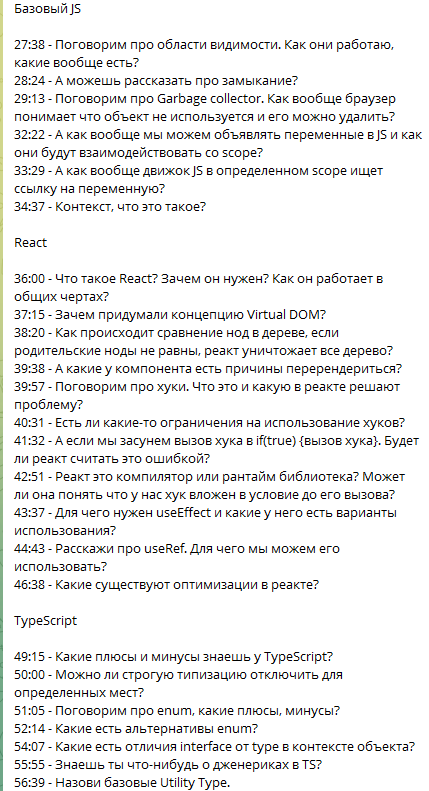 Базовый JS
27:38 - Поговорим про области видимости. Как они работаю,
какие вообще есть?
28:24 - А можешь рассказать про замыкание?
29:13 - Поговорим про Garbage collector. Как вообще браузер
понимает что объект не используется и его можно удалить?
32:22 - А как вообще мы можем объявлять переменные в JS и как
они будут взаимодействовать со scope?
33:29 - А как вообще движок JS в определенном scope ищет
ссылку на переменную?
34:37 - Контекст, что это такое?
React
36:00 - Что такое React? Зачем он нужен? Как он работает в
общих чертах?
37:15 - Зачем придумали концепцию Virtual DOM?
38:20 - Как происходит сравнение нод в дереве, если
родительские ноды не равны, реакт уничтожает все дерево?
39:38 - А какие у компонента есть причины перерендериться?
39:57 - Поговорим про хуки. Что это и какую в реакте решают
проблему?
40:31 - Есть ли какие-то ограничения на использование хуков?
41:32 - А если мы засунем вызов хука в if(true) {вызов хука}. Будет
ли реакт считать это ошибкой?
42:51 - Реакт это компилятор или рантайм библиотека? Может
ли она понять что у нас хук вложен в условие до его вызова?
43:37 - Для чего нужен useEffect и какие у него есть варианты
использования?
44:43 - Расскажи про useRef. Для чего мы можем его
использовать?
46:38 - Какие существуют оптимизации в реакте?
TypeScript
49:15 - Какие плюсы и минусы знаешь у TypeScript?
50:00 - Можно ли строгую типизацию отключить для
определенных мест?
51:05 - Поговорим про enum, какие плюсы, минусы?
52:14 - Какие есть альтернативы enum?
54:07 - Какие есть отличия interface от type в контексте объекта?
55:55 - Знаешь ты что-нибудь о дженериках в TS?
56:39 - Назови базовые Utility Type.